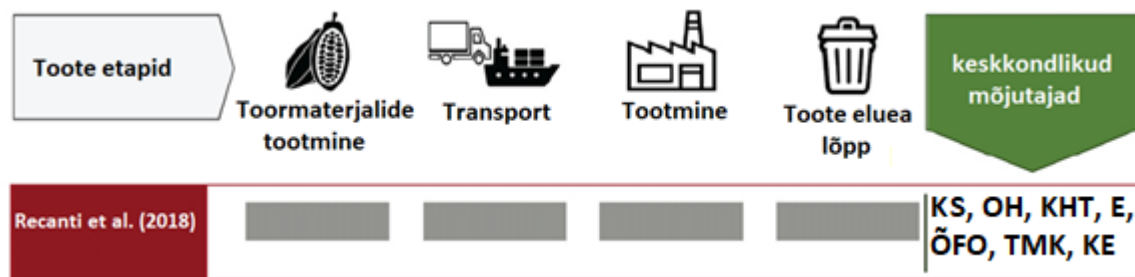 Toote etapid
Toormaterjalide
tootmine
Transport
Tootmine
Toote eluea
lõpp
keskkondlikud
mõjutajad
Recanti et al. (2018)
KS, OH, KHT, E,
ÕFO, TMK, KE